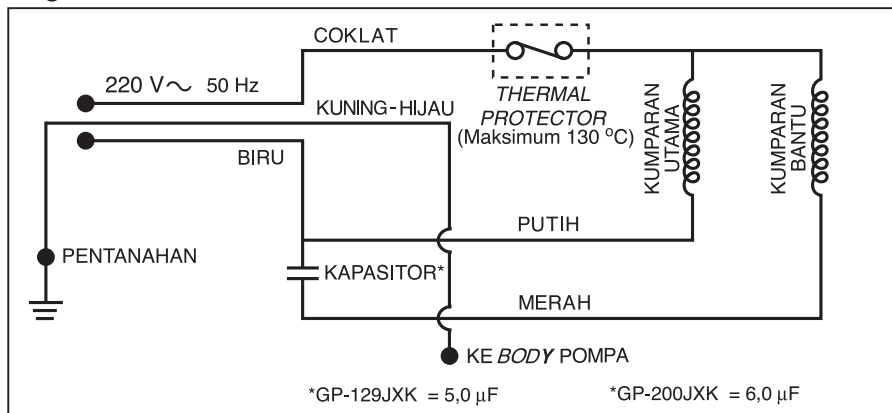 COKLAT
220 V~ 50 Hz
THERMAL
PROTECTOR
(Maksimum 130 °C)
KUNING-HIJAU
KUMPARAN
UTAMA
KUMPARAN
BANTU
BIRU
PUTIH
PENTANAHAN
KAPASITOR*
MERAH
KE BODY POMPA
*GP-129JXK = 5,0 µF
*GP-200JXK = 6,0 µF